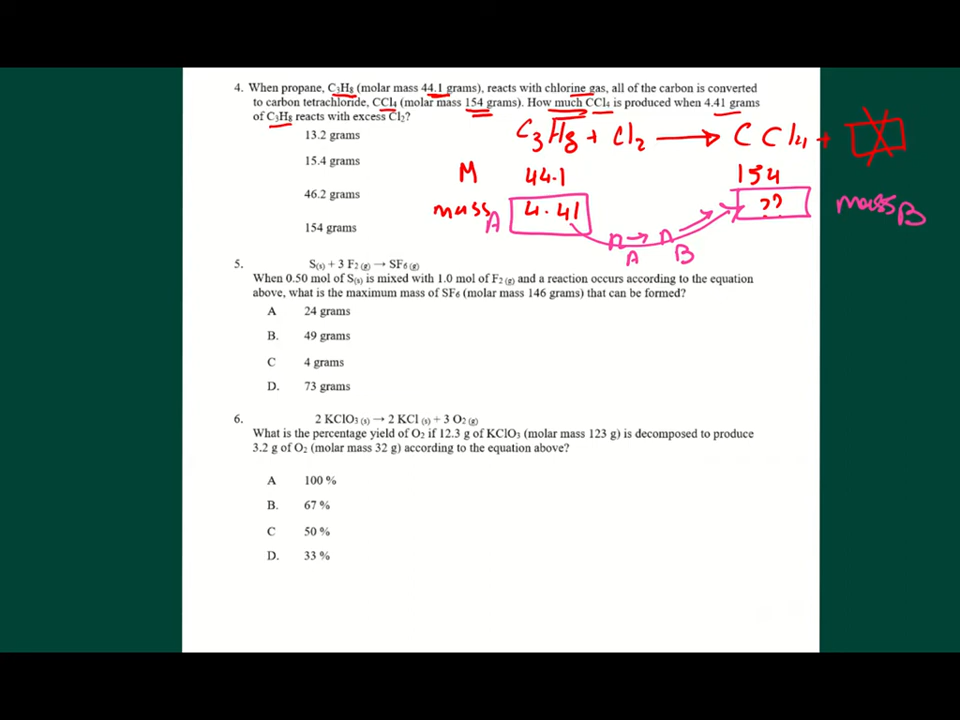 4. When propane, C₃H₈ (molar mass 44.1 grams), reacts with chlorine gas, all of the carbon is converted
to carbon tetrachloride, CCl₄ (molar mass 154 grams). How much CCl₄ is produced when 4.41 grams
of C₃H₈ reacts with excess Cl₂?
C₃H₈ + Cl₂ → CCl₄ +
13.2 grams
15.4 grams
M 44.1 154
46.2 grams
mass A 4.41 ?? mass B
154 grams
n → n
A B
5. S(s) + 3 F₂ (g) → SF₆ (g)
When 0.50 mol of S(s) is mixed with 1.0 mol of F₂ (g) and a reaction occurs according to the equation
above, what is the maximum mass of SF₆ (molar mass 146 grams) that can be formed?
A 24 grams
B. 49 grams
C 4 grams
D. 73 grams
6. 2 KClO₃ (s) → 2 KCl (s) + 3 O₂ (g)
What is the percentage yield of O₂ if 12.3 g of KClO₃ (molar mass 123 g) is decomposed to produce
3.2 g of O₂ (molar mass 32 g) according to the equation above?
A 100 %
B. 67 %
C 50 %
D. 33 %